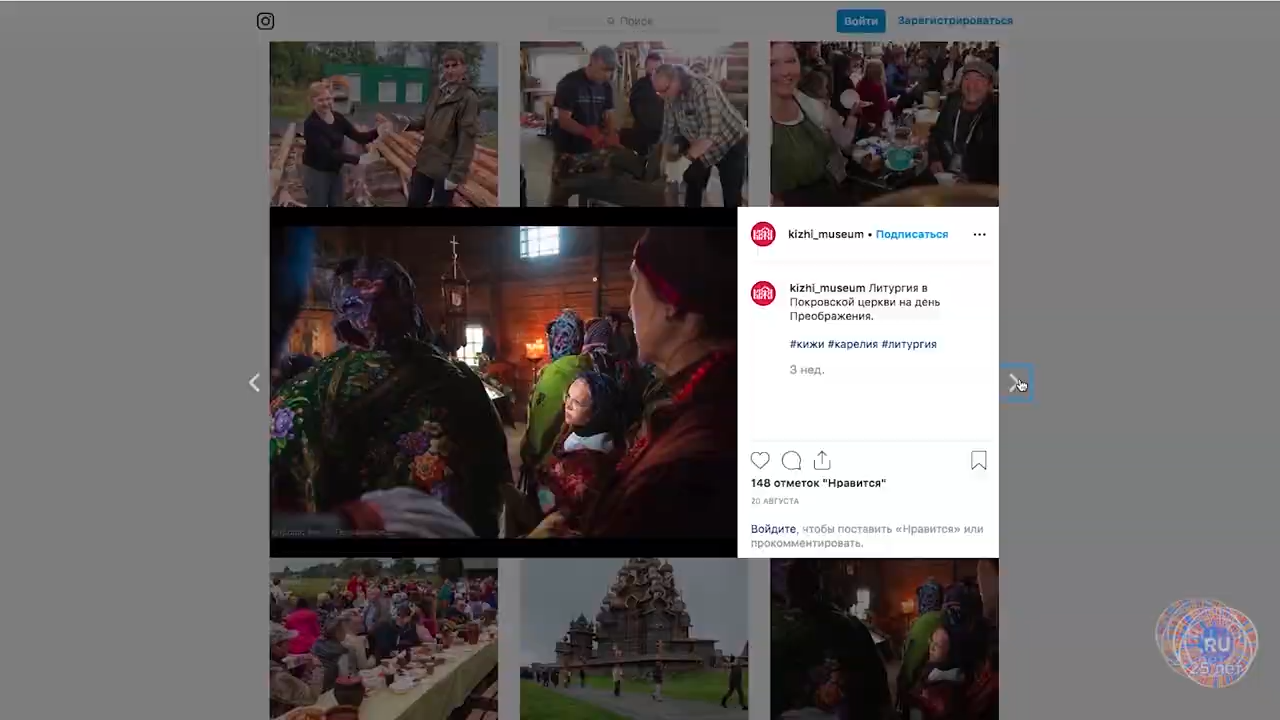 Поиск
Войти
Зарегистрироваться
kizhi_museum • Подписаться
kizhi_museum Литургия в
Покровской церкви на день
Преображения.
#кижи #карелия #литургия
3 нед.
148 отметок "Нравится"
20 АВГУСТА
Войдите, чтобы поставить «Нравится» или
прокомментировать.
RU
25 лет